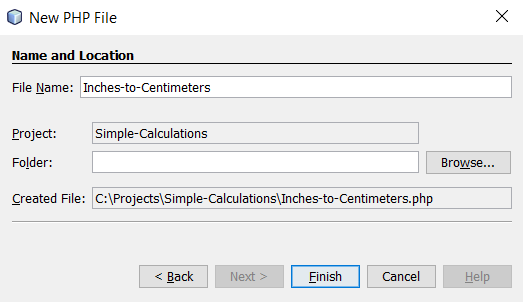 New PHP File
Name and Location
File Name: Inches-to-Centimeters
Project: Simple-Calculations
Folder: Browse...
Created File: C:\Projects\Simple-Calculations\Inches-to-Centimeters.php
< Back Next > Finish Cancel Help